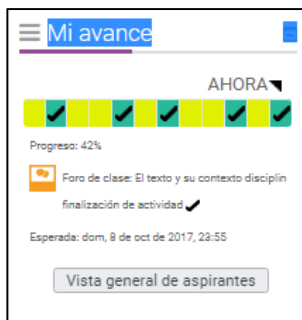 Mi avance
AHORA
Progreso: 42%
Foro de clase: El texto y su contexto disciplin
finalización de actividad
Esperada: dom, 8 de oct de 2017, 23:55
Vista general de aspirantes